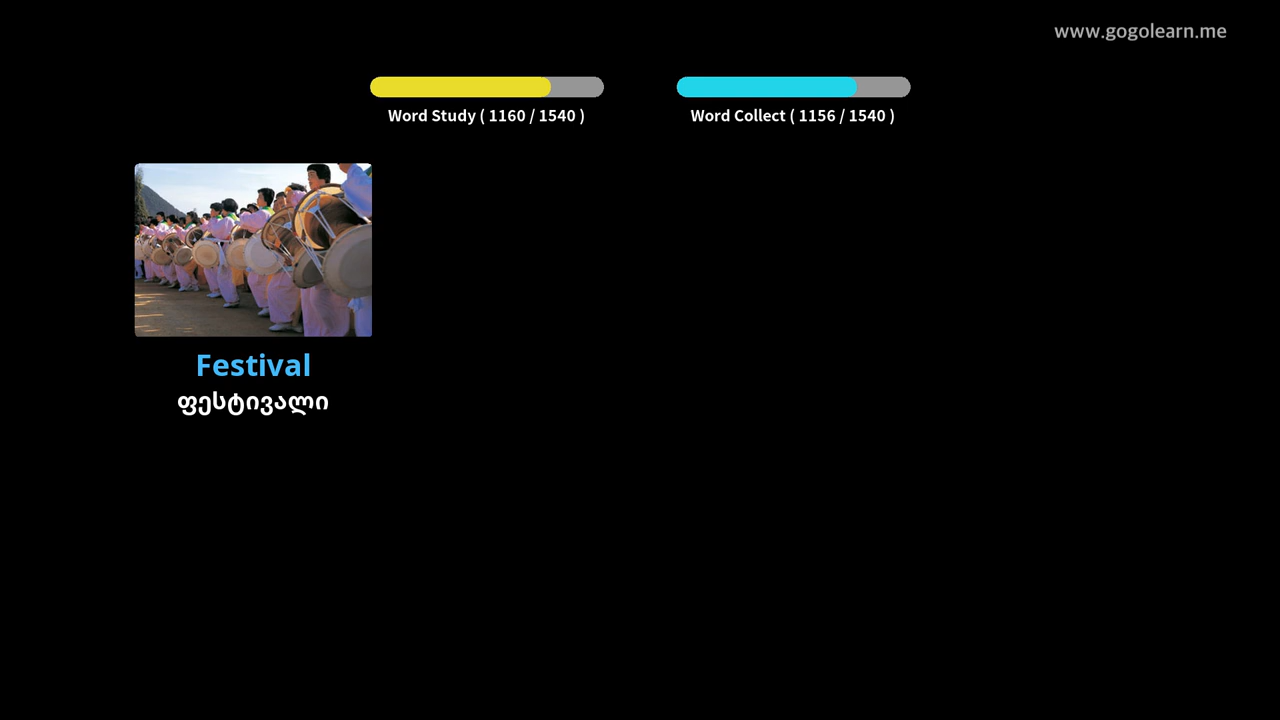 www.gogolearn.me
Word Study ( 1160 / 1540 )
Word Collect ( 1156 / 1540 )
Festival
ფესტივალი